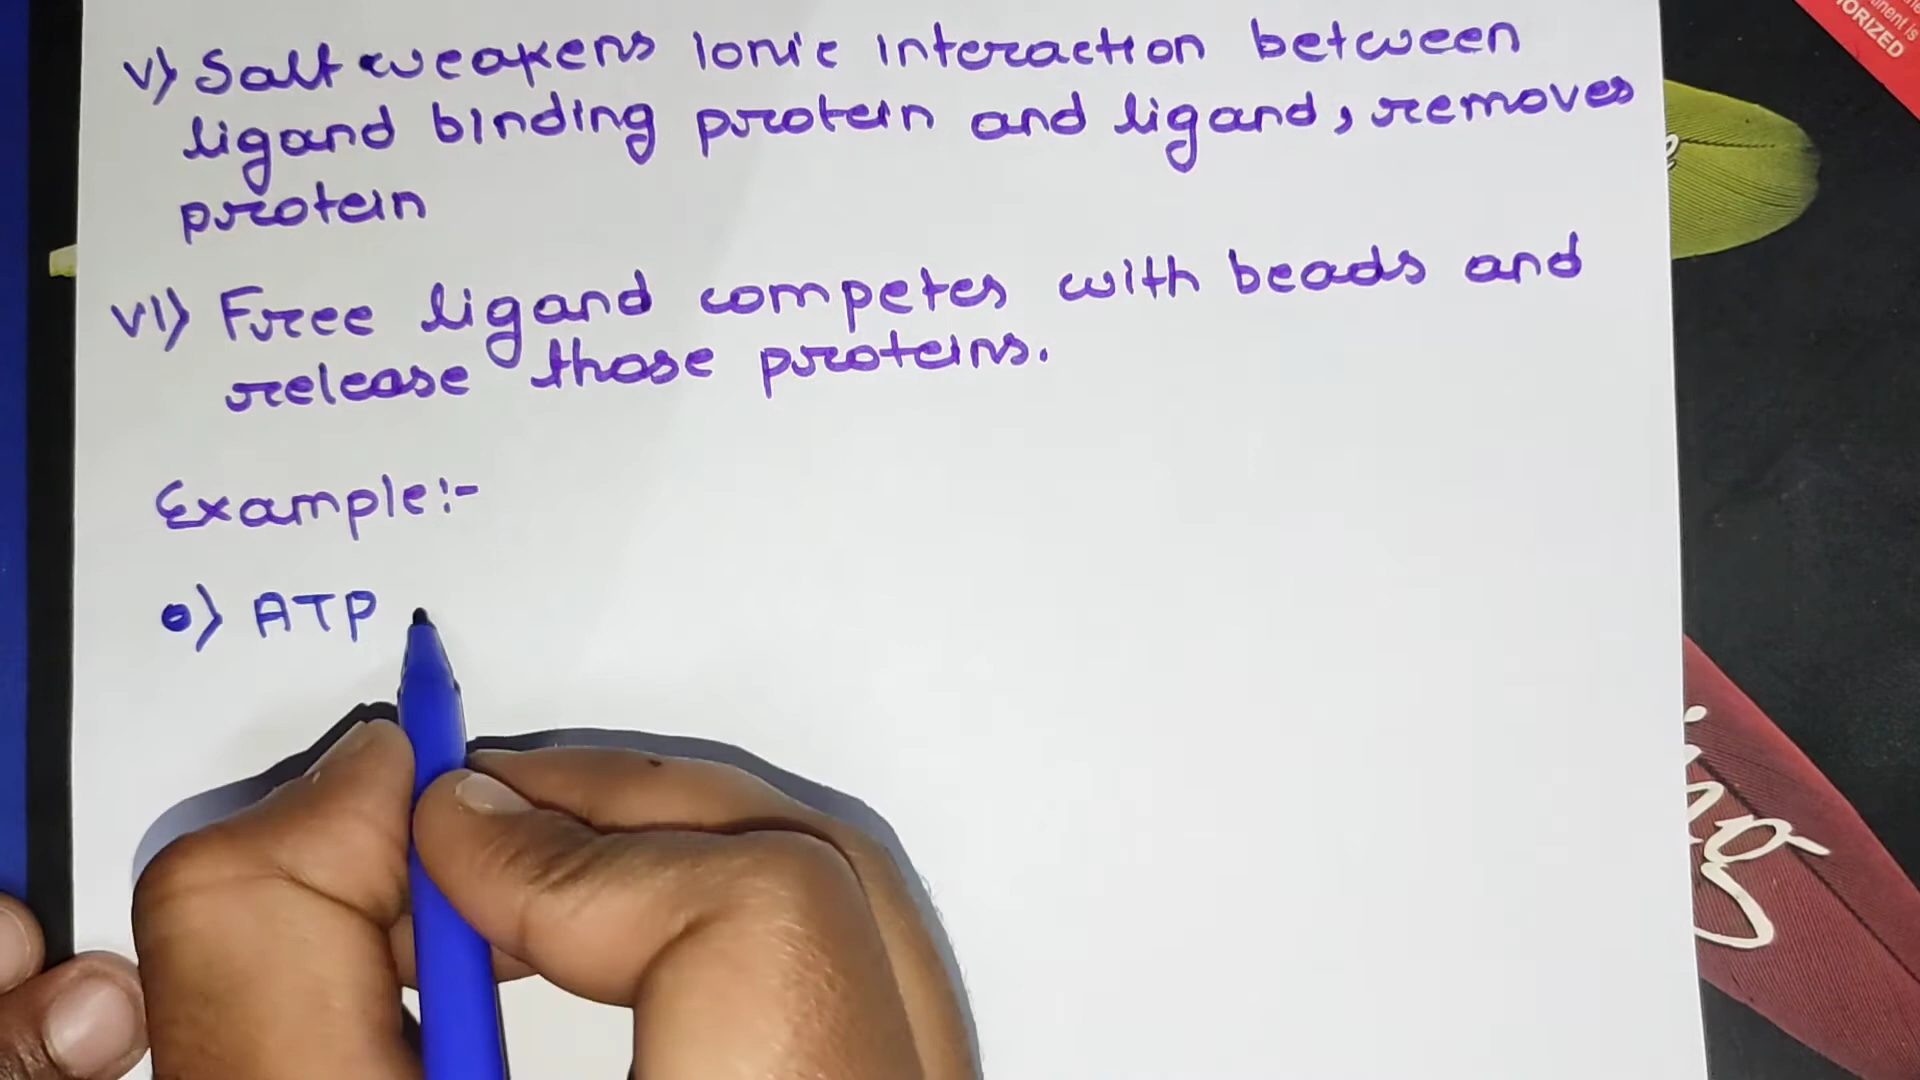 v) Salt weakens ionic interaction between
ligand binding protein and ligand, removes
protein
vi) Free ligand competes with beads and
release those proteins.
Example:-
•) ATP
ORIZED